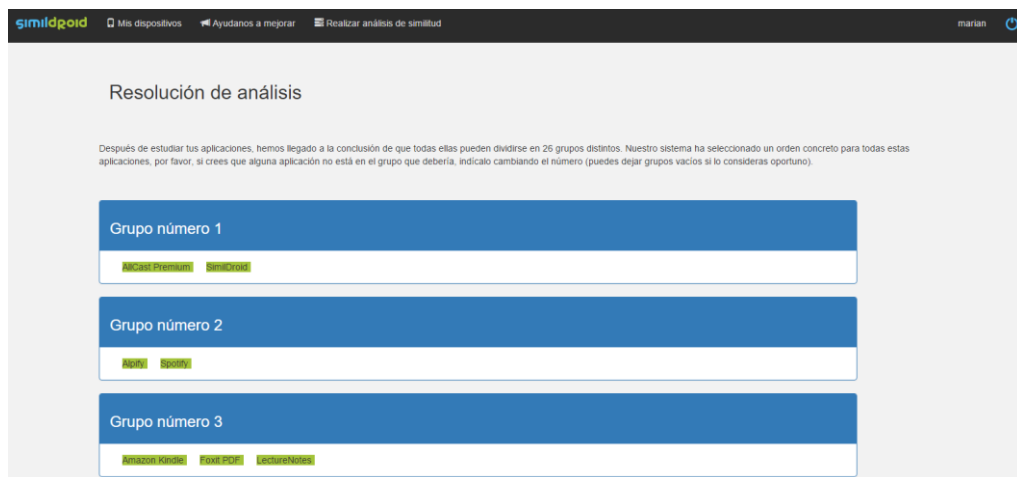 simildroid Mis dispositivos Ayudanos a mejorar Realizar análisis de similitud marian
Resolución de análisis
Después de estudiar tus aplicaciones, hemos llegado a la conclusión de que todas ellas pueden dividirse en 26 grupos distintos. Nuestro sistema ha seleccionado un orden concreto para todas estas
aplicaciones, por favor, si crees que alguna aplicación no está en el grupo que debería, indícalo cambiando el número (puedes dejar grupos vacíos si lo consideras oportuno).
Grupo número 1
AllCast Premium SimilDroid
Grupo número 2
Alpify Spotify
Grupo número 3
Amazon Kindle Foxit PDF LectureNotes